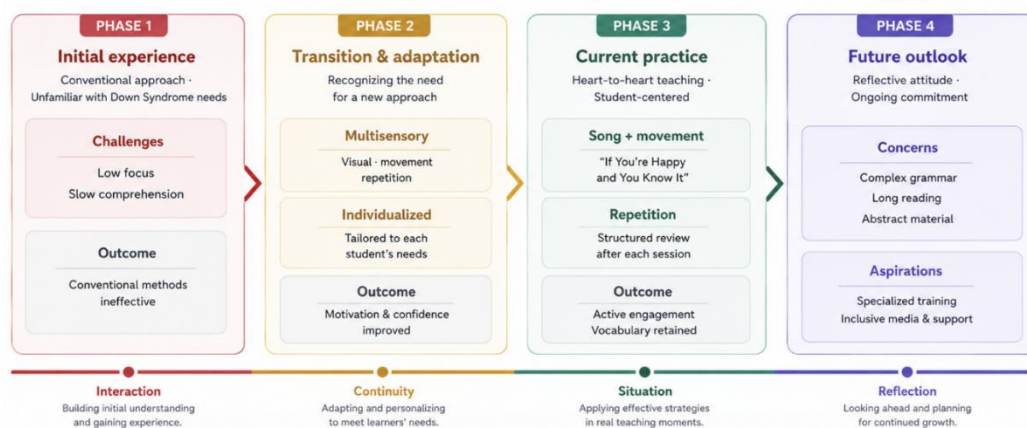 PHASE 1
Initial experience
Conventional approach ·
Unfamiliar with Down Syndrome needs
Challenges
Low focus
Slow comprehension
Outcome
Conventional methods
ineffective
PHASE 2
Transition & adaptation
Recognizing the need
for a new approach
Multisensory
Visual · movement
repetition
Individualized
Tailored to each
student's needs
Outcome
Motivation & confidence
improved
PHASE 3
Current practice
Heart-to-heart teaching ·
Student-centered
Song + movement
"If You're Happy
and You Know It"
Repetition
Structured review
after each session
Outcome
Active engagement
Vocabulary retained
PHASE 4
Future outlook
Reflective attitude ·
Ongoing commitment
Concerns
Complex grammar
Long reading
Abstract material
Aspirations
Specialized training
Inclusive media & support
Interaction
Building initial understanding
and gaining experience.
Continuity
Adapting and personalizing
to meet learners' needs.
Situation
Applying effective strategies
in real teaching moments.
Reflection
Looking ahead and planning
for continued growth.